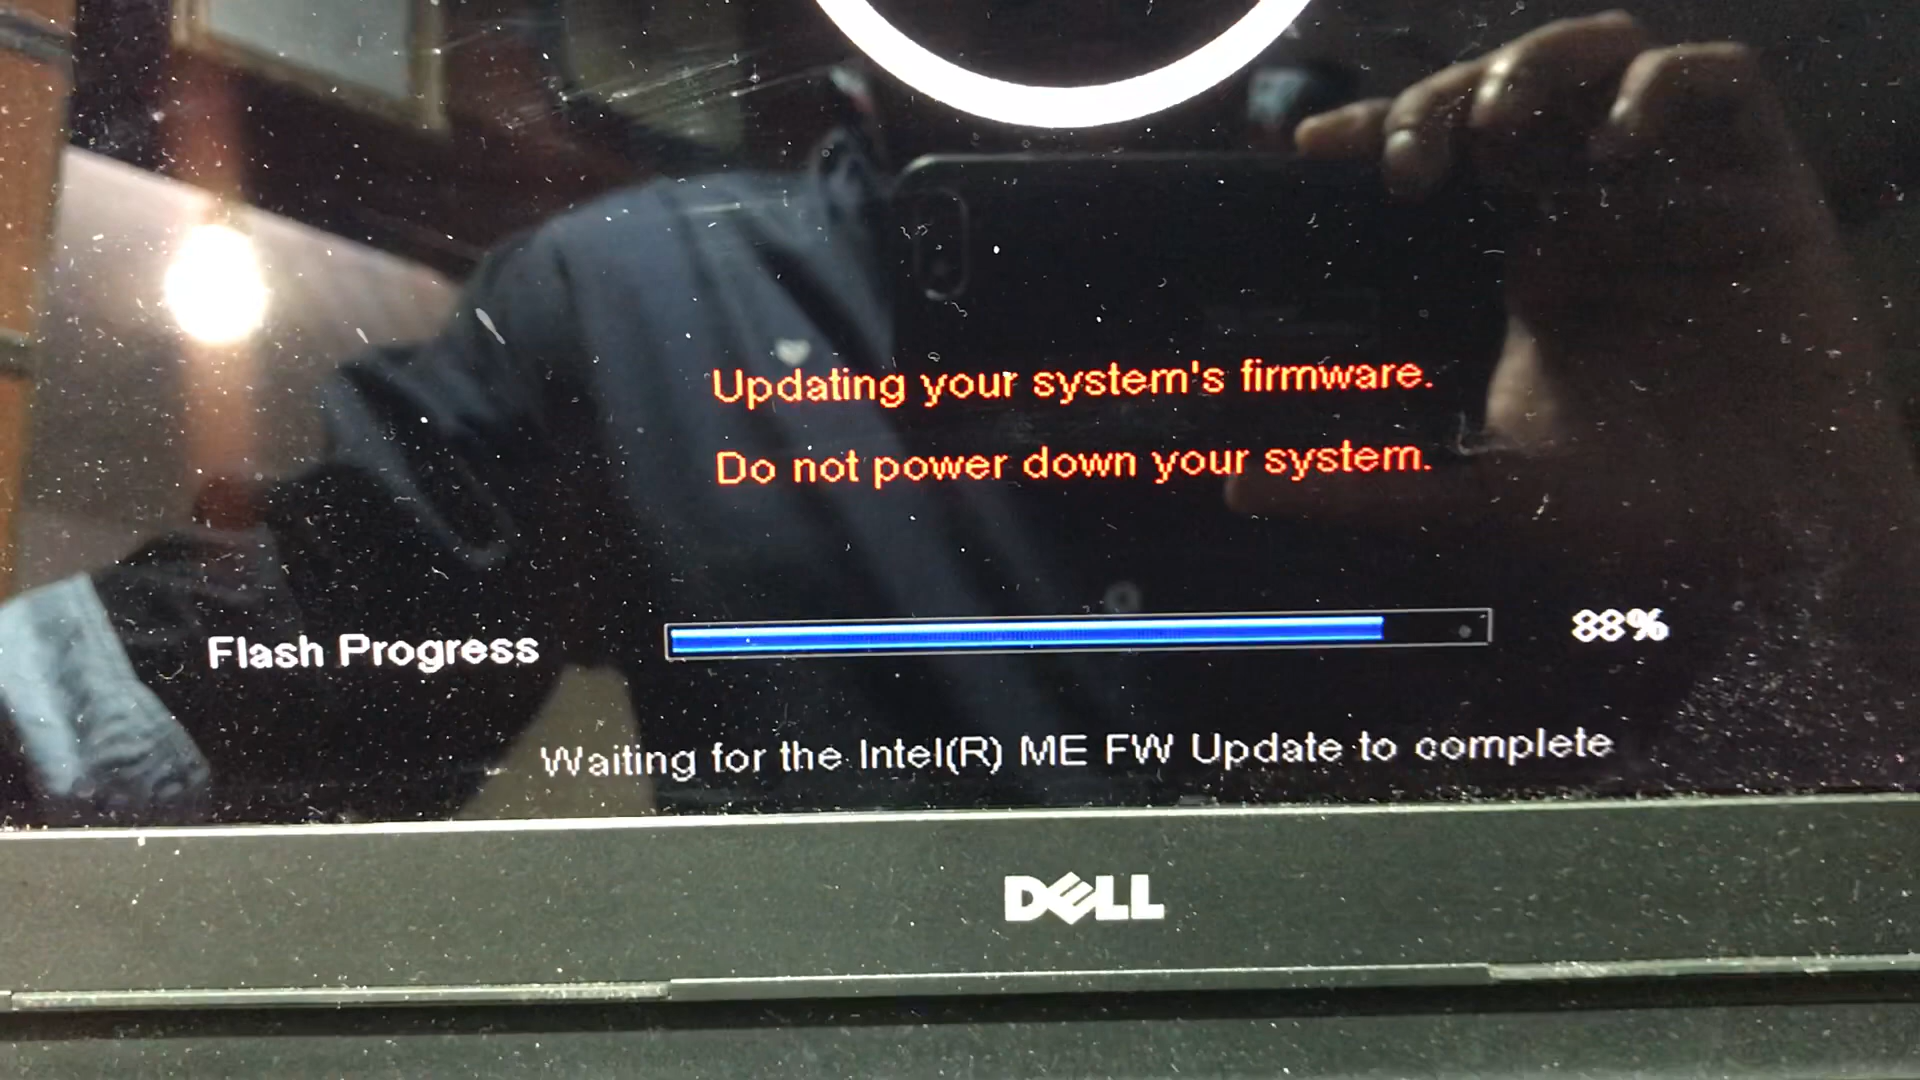 Updating your system's firmware.
Do not power down your system.
Flash Progress 88%
Waiting for the Intel(R) ME FW Update to complete
DELL